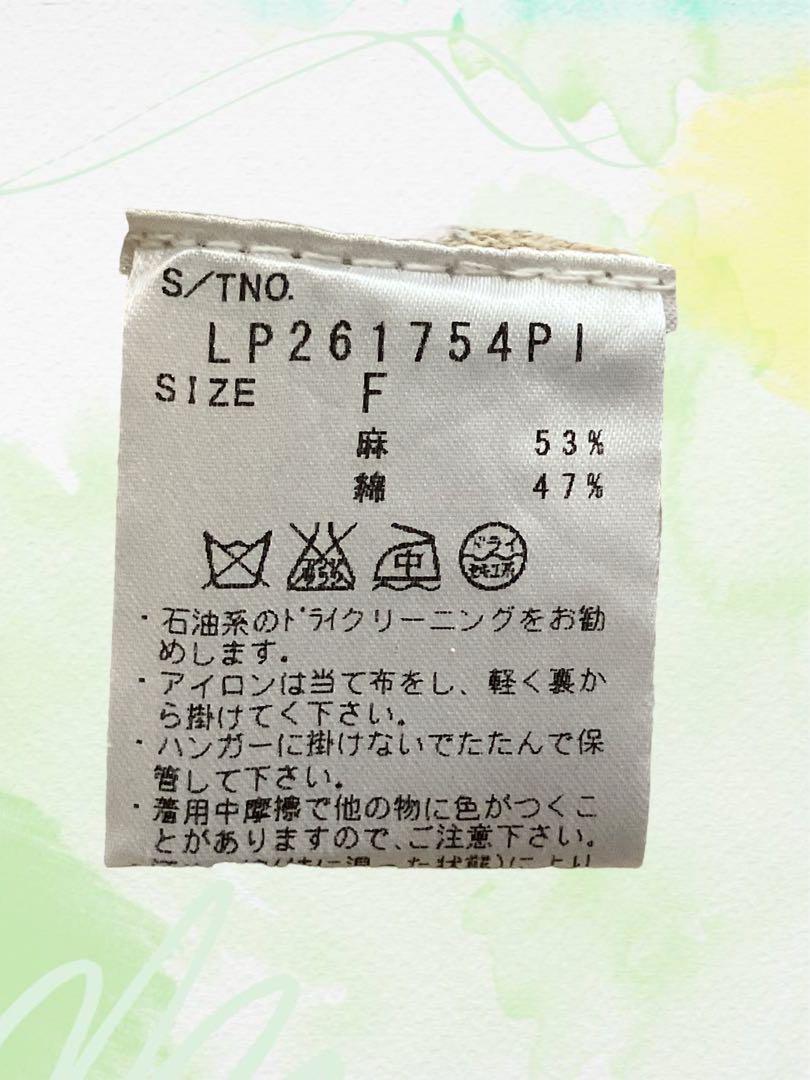 S/TNO.
LP261754PI
SIZE F
麻 53%
綿 47%
中
ドライ
・石油系のﾄﾞﾗｲクリーニングをお勧
めします。
・アイロンは当て布をし、軽く裏か
ら掛けてく下さい。
・ハンガーに掛けないでたたんで保
管して下さい。
・着用中摩擦で他の物に色がつくこ
とがありますので、ご注意下さい。